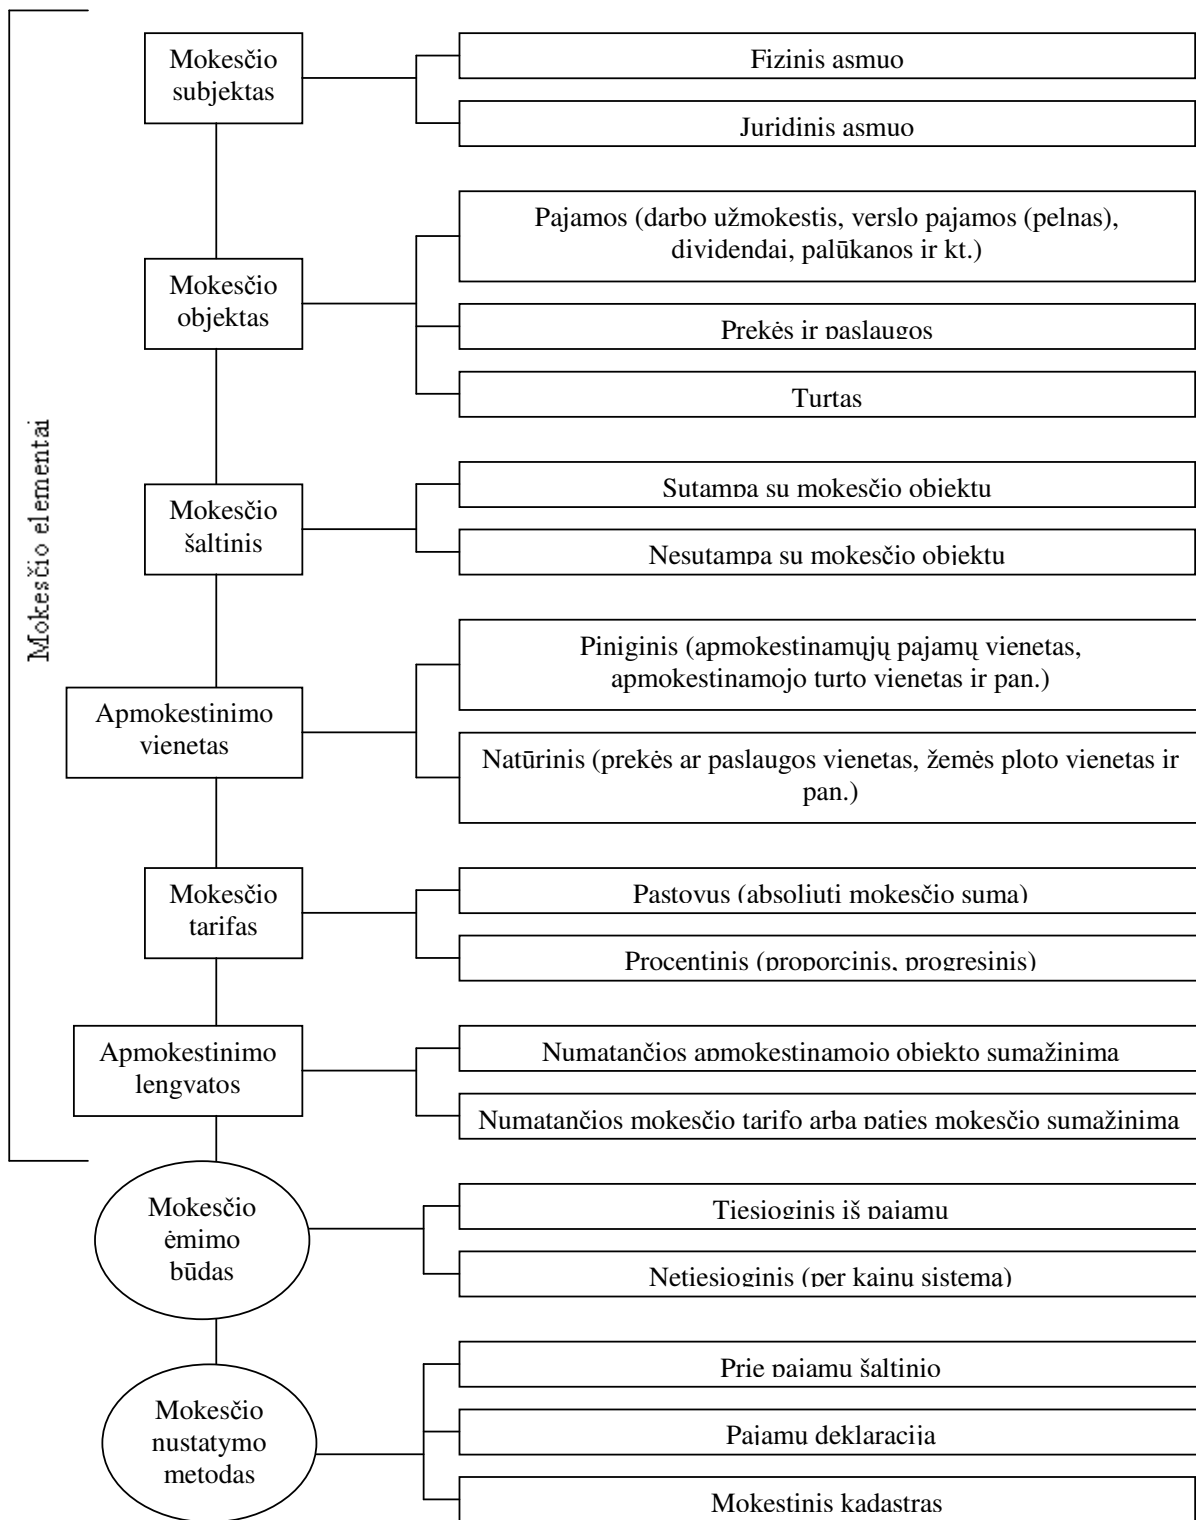 Mokesčio elementai
Mokesčio
subjektas
Fizinis asmuo
Juridinis asmuo
Mokesčio
objektas
Pajamos (darbo užmokestis, verslo pajamos (pelnas),
dividendai, palūkanos ir kt.)
Prekės ir paslaugos
Turtas
Mokesčio
šaltinis
Sutampa su mokesčio objektu
Nesutampa su mokesčio objektu
Apmokestinimo
vienetas
Piniginis (apmokestinamųjų pajamų vienetas,
apmokestinamojo turto vienetas ir pan.)
Natūrinis (prekės ar paslaugos vienetas, žemės ploto vienetas ir
pan.)
Mokesčio
tarifas
Pastovus (absoliuti mokesčio suma)
Procentinis (proporcinis, progresinis)
Apmokestinimo
lengvatos
Numatančios apmokestinamojo objekto sumažinimą
Numatančios mokesčio tarifo arba paties mokesčio sumažinimą
Mokesčio
ėmimo
būdas
Tiesioginis iš pajamų
Netiesioginis (per kainų sistemą)
Mokesčio
nustatymo
metodas
Prie pajamų šaltinio
Pajamų deklaracija
Mokestinis kadastras